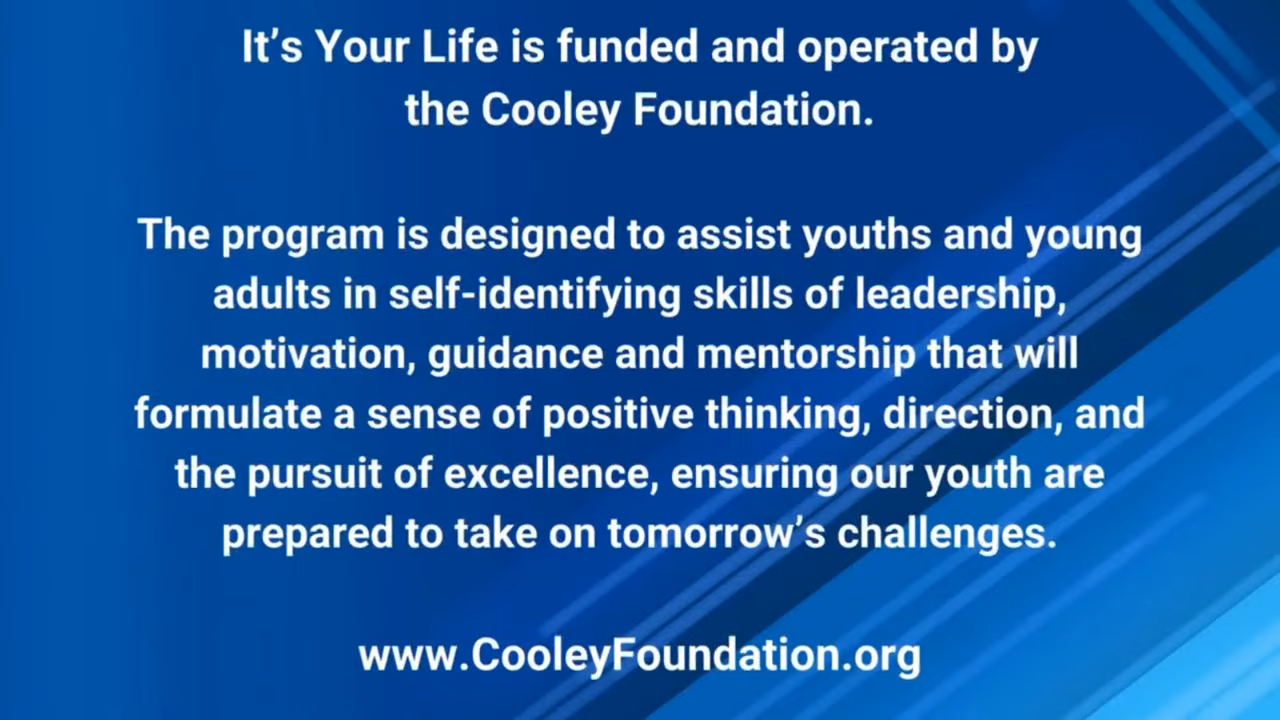 It’s Your Life is funded and operated by
the Cooley Foundation.
The program is designed to assist youths and young
adults in self-identifying skills of leadership,
motivation, guidance and mentorship that will
formulate a sense of positive thinking, direction, and
the pursuit of excellence, ensuring our youth are
prepared to take on tomorrow’s challenges.
www.CooleyFoundation.org